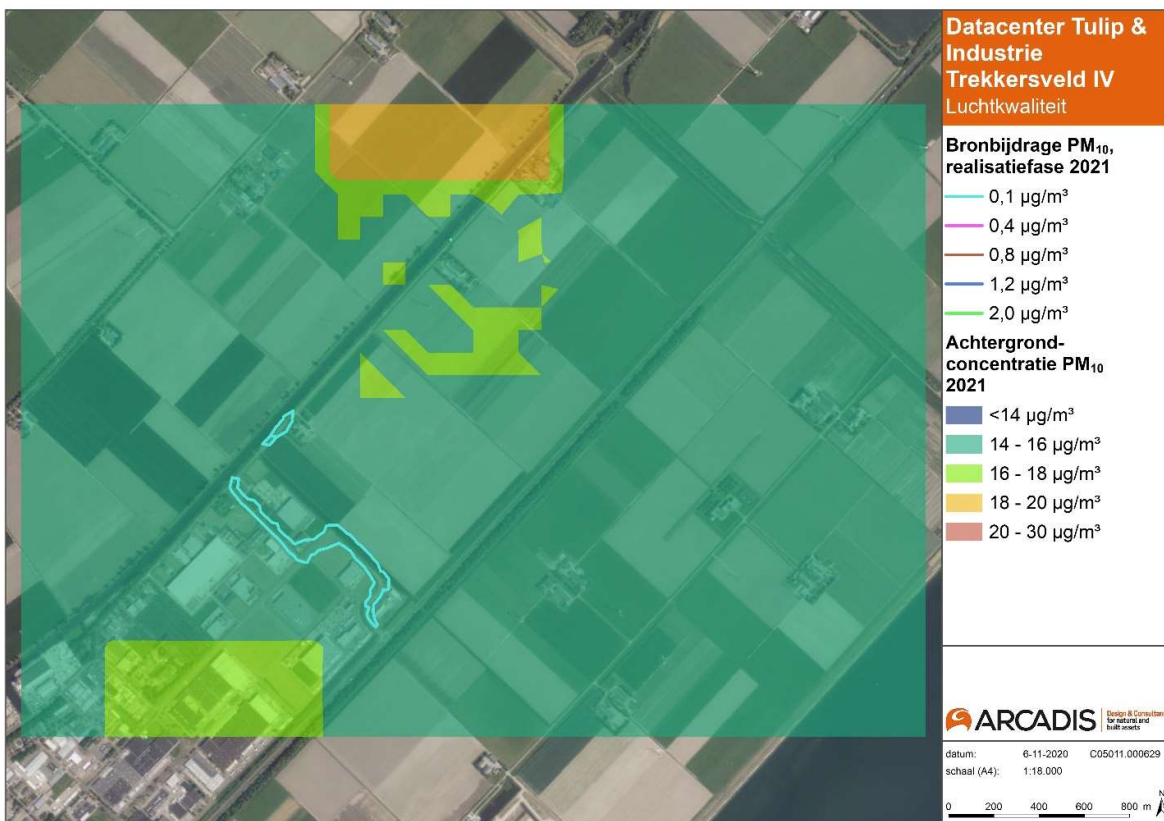 Datacenter Tulip &
Industrie
Trekkersveld IV
Luchtkwaliteit
Bronbijdrage PM₁₀,
realisatiefase 2021
0,1 µg/m³
0,4 µg/m³
0,8 µg/m³
1,2 µg/m³
2,0 µg/m³
Achtergrond-
concentratie PM₁₀
2021
<14 µg/m³
14 - 16 µg/m³
16 - 18 µg/m³
18 - 20 µg/m³
20 - 30 µg/m³
ARCADIS
Design & Consultan
for natural and
built assets
datum: 6-11-2020 C05011.000629
schaal (A4): 1:18.000
0 200 400 600 800 m
N